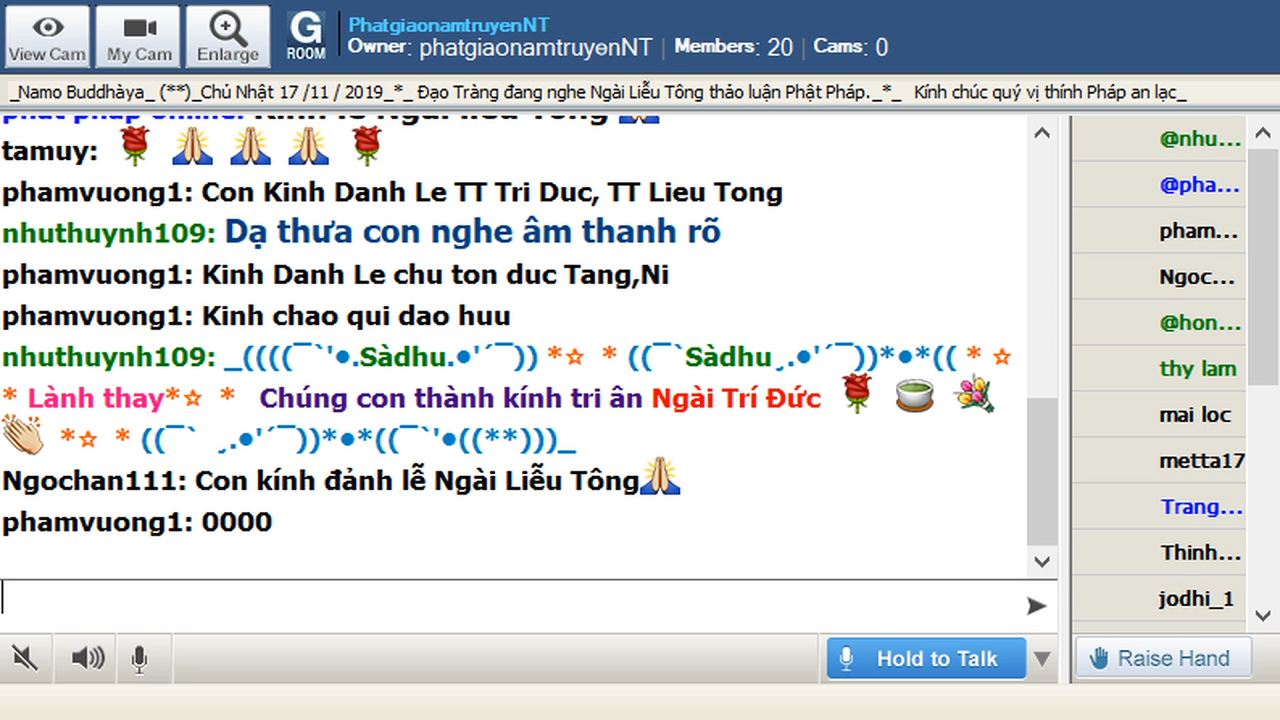 PhatgiaonamtruyenNT
View Cam
My Cam
Enlarge
G ROOM
Owner: phatgiaonamtruyenNT | Members: 20 | Cams: 0
_Namo Buddhàya_ (**)_Chủ Nhật 17 /11 / 2019_*_ Đạo Tràng đang nghe Ngài Liễu Tông thảo luận Phật Pháp._*_ Kính chúc quý vị thính Pháp an lạc_
tamuy:
phamvuong1: Con Kinh Danh Le TT Tri Duc, TT Lieu Tong
nhuthuynh109: Dạ thưa con nghe âm thanh rõ
phamvuong1: Kinh Danh Le chu ton duc Tang,Ni
phamvuong1: Kinh chao qui dao huu
nhuthuynh109: _((((¯`'●.Sàdhu.●'´¯)) *☆ * ((¯`Sàdhu¸.●'´¯))*●*(( * ☆
* Lành thay*☆ * Chúng con thành kính tri ân Ngài Trí Đức
*☆ * ((¯` ¸.●'´¯))*●*((¯`'●((**)))_
Ngochan111: Con kính đảnh lễ Ngài Liễu Tông
phamvuong1: 0000
@nhu...
@pha...
pham...
Ngoc...
@hon...
thy lam
mai loc
metta17
Trang...
Thinh...
jodhi_1
Hold to Talk
Raise Hand